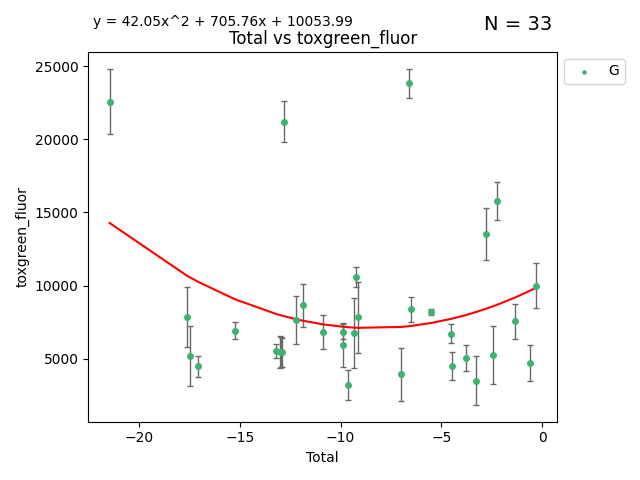 y = 42.05x^2 + 705.76x + 10053.99
N = 33
Total vs toxgreen_fluor
G
25000
20000
15000
10000
5000
toxgreen_fluor
−20
−15
−10
−5
0
Total